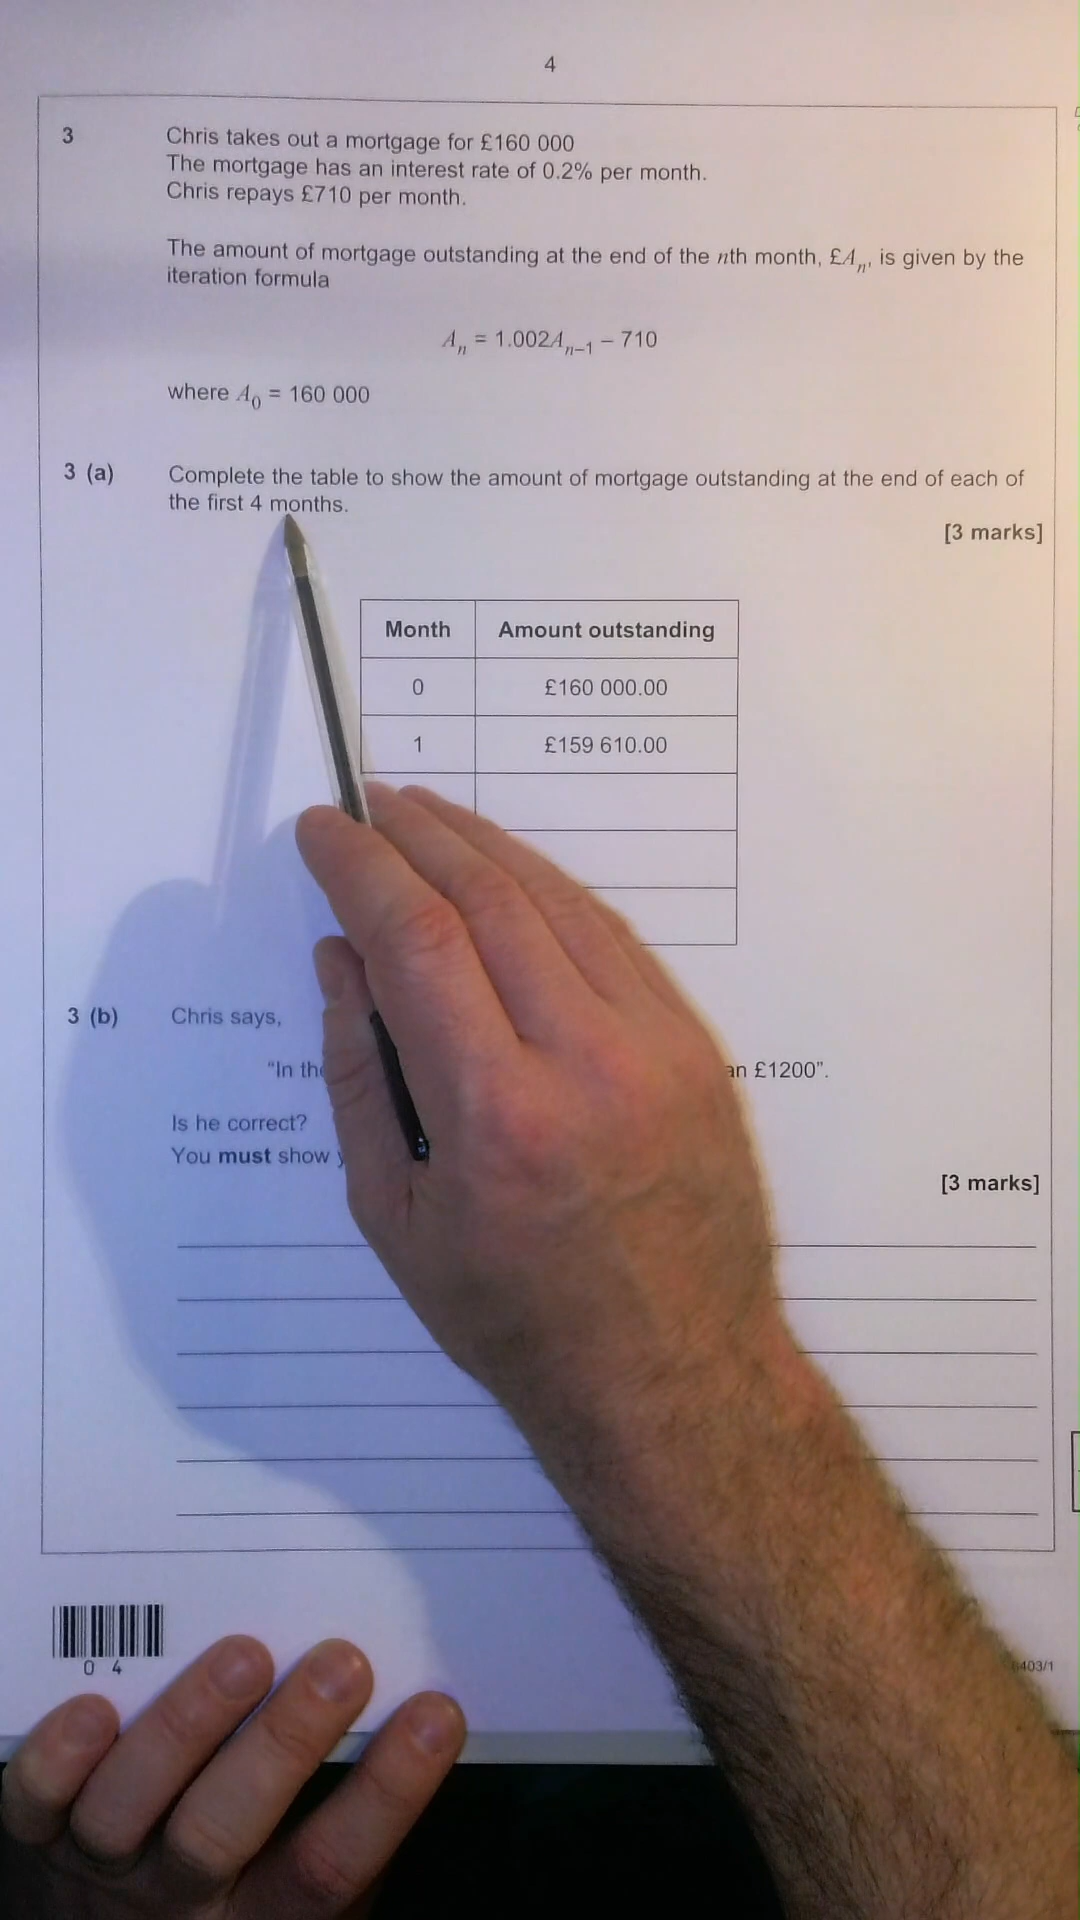 4
3 Chris takes out a mortgage for £160 000
The mortgage has an interest rate of 0.2% per month.
Chris repays £710 per month.
The amount of mortgage outstanding at the end of the nth month, £Aₙ, is given by the
iteration formula
Aₙ = 1.002Aₙ₋₁ – 710
where A₀ = 160 000
3 (a) Complete the table to show the amount of mortgage outstanding at the end of each of
the first 4 months.
[3 marks]
Month Amount outstanding
0 £160 000.00
1 £159 610.00
3 (b) Chris says,
“In £1200”.
Is he correct?
You must show
[3 marks]
0 4